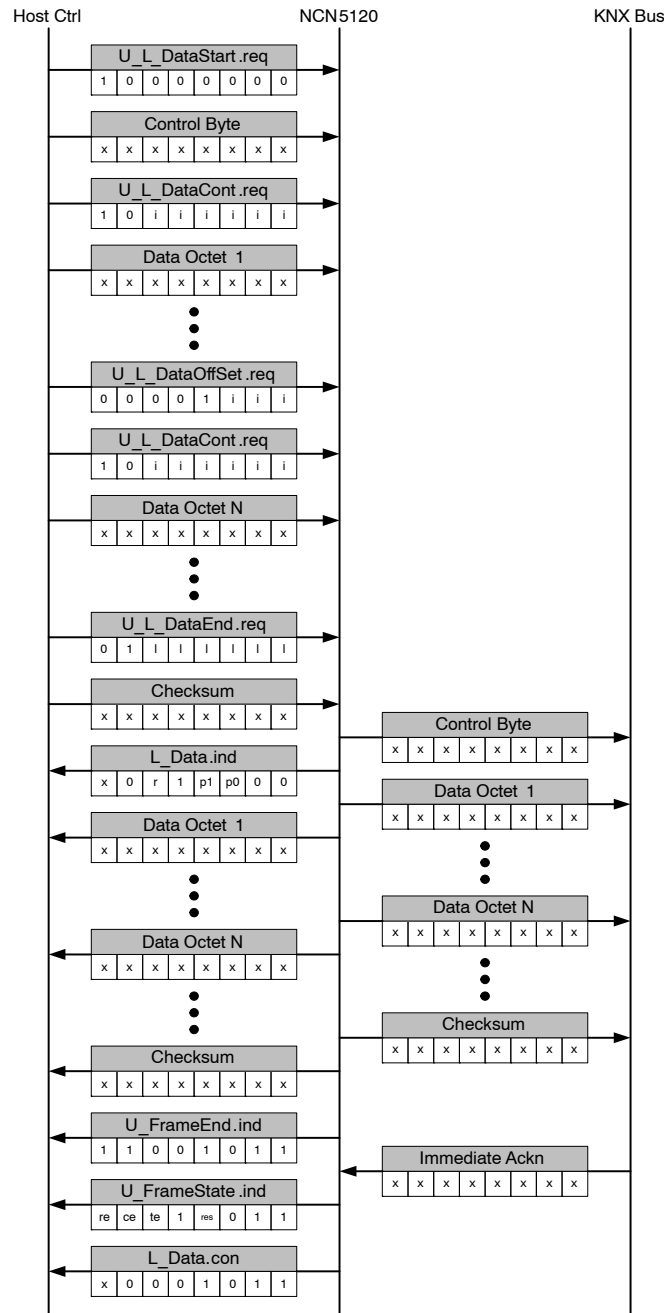 Host Ctrl NCN5120 KNX Bus
U_L_DataStart.req
1 0 0 0 0 0 0 0
Control Byte
x x x x x x x x
U_L_DataCont.req
1 0 i i i i i i
Data Octet 1
x x x x x x x x
U_L_DataOffSet.req
0 0 0 0 1 i i i
U_L_DataCont.req
1 0 i i i i i i
Data Octet N
x x x x x x x x
U_L_DataEnd.req
0 1 l l l l l l
Checksum
x x x x x x x x
Control Byte
x x x x x x x x
L_Data.ind
x 0 r 1 p1 p0 0 0
Data Octet 1
x x x x x x x x
Data Octet 1
x x x x x x x x
Data Octet N
x x x x x x x x
Data Octet N
x x x x x x x x
Checksum
x x x x x x x x
Checksum
x x x x x x x x
U_FrameEnd.ind
1 1 0 0 1 0 1 1
Immediate Ackn
x x x x x x x x
U_FrameState.ind
re ce te 1 res 0 1 1
L_Data.con
x 0 0 0 1 0 1 1